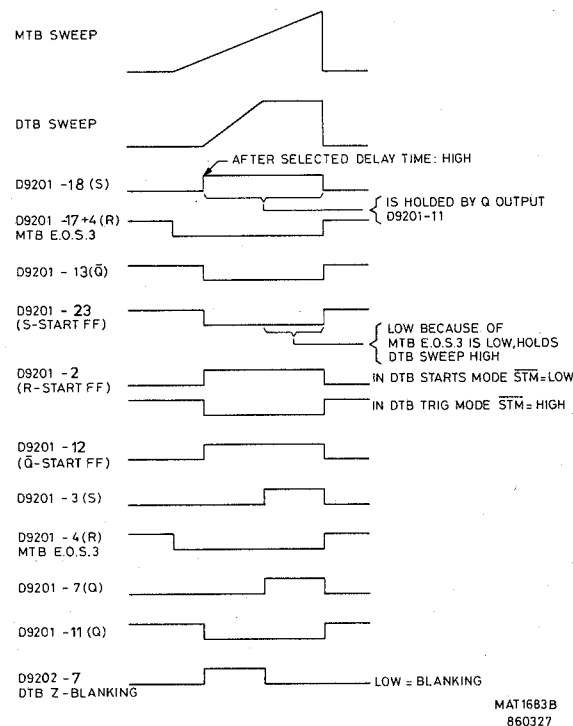 MTB SWEEP
DTB SWEEP
AFTER SELECTED DELAY TIME: HIGH
D9201 -18 (S)
IS HOLDED BY Q OUTPUT
D9201-11
D9201 -17+4 (R)
MTB E.O.S.3
D9201 - 13(Q̄)
D9201 - 23
(S-START FF)
LOW BECAUSE OF
MTB E.O.S.3 IS LOW, HOLDS
DTB SWEEP HIGH
D9201 - 2
(R-START FF)
IN DTB STARTS MODE S̅T̅M̅=LOW
IN DTB TRIG MODE S̅T̅M̅=HIGH
D9201 -12
(Q̄-START FF)
D9201 - 3 (S)
D9201 - 4(R)
MTB E.O.S.3
D9201 - 7(Q)
D9201 -11(Q)
D9202 -7
DTB Z-BLANKING
LOW = BLANKING
MAT1683B
860327